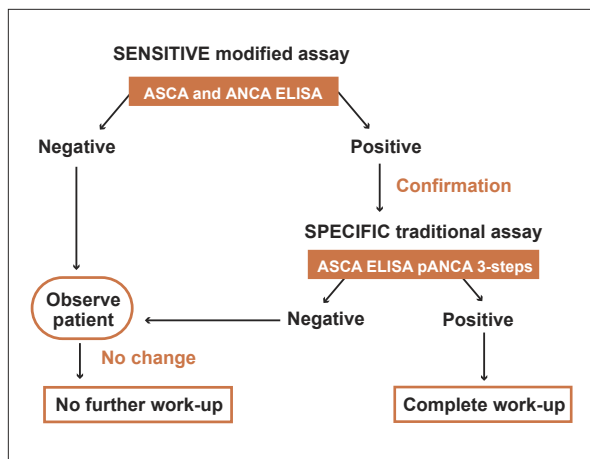 SENSITIVE modified assay
ASCA and ANCA ELISA
Negative
Positive
Confirmation
SPECIFIC traditional assay
ASCA ELISA pANCA 3-steps
Observe
patient
Negative
Positive
No change
No further work-up
Complete work-up